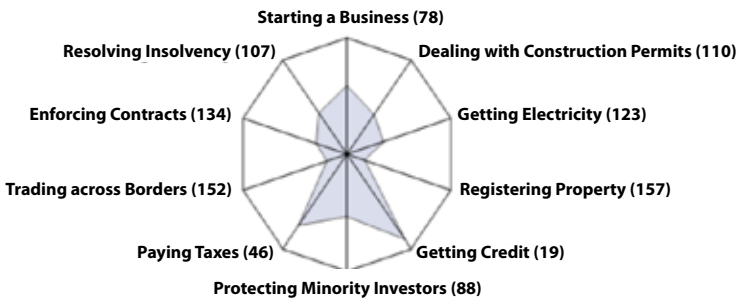 Starting a Business (78)
Resolving Insolvency (107)
Dealing with Construction Permits (110)
Enforcing Contracts (134)
Getting Electricity (123)
Trading across Borders (152)
Registering Property (157)
Paying Taxes (46)
Getting Credit (19)
Protecting Minority Investors (88)